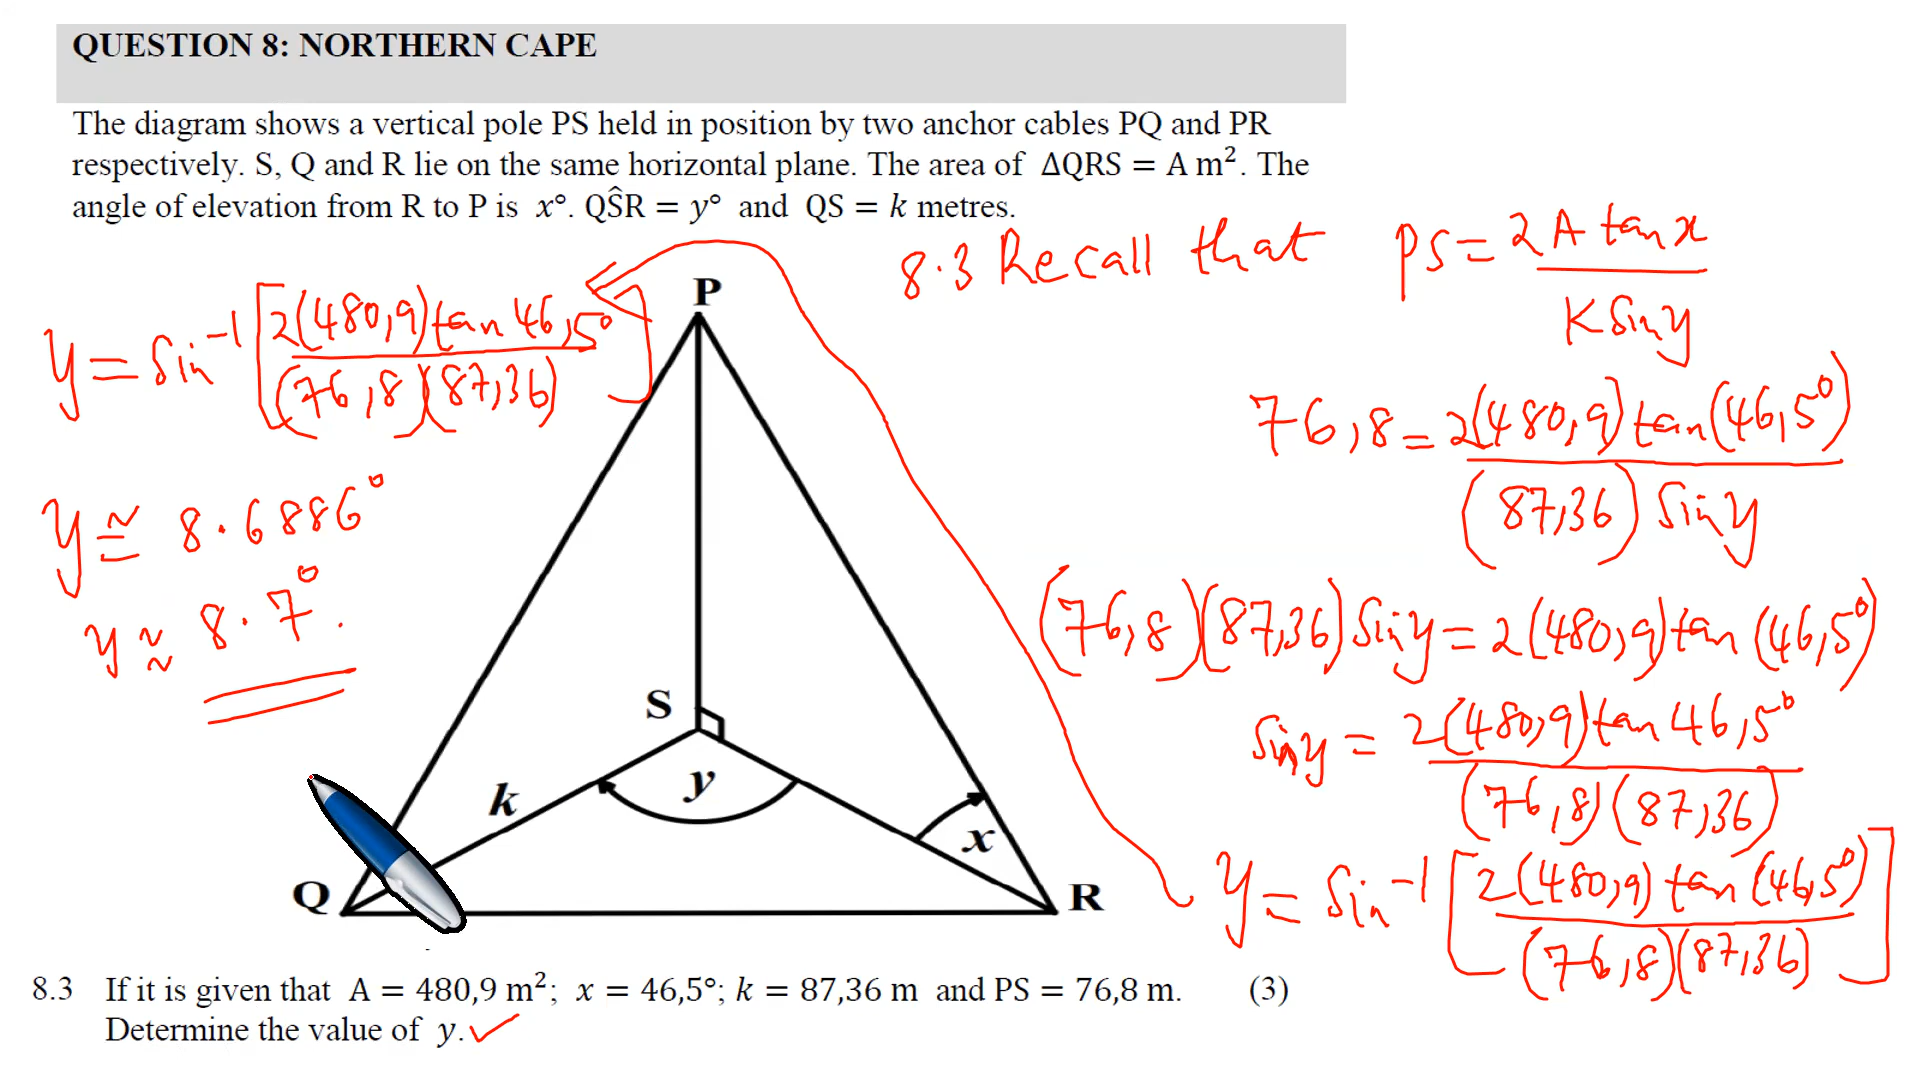 QUESTION 8: NORTHERN CAPE
The diagram shows a vertical pole PS held in position by two anchor cables PQ and PR
respectively. S, Q and R lie on the same horizontal plane. The area of ΔQRS = A m². The
angle of elevation from R to P is x°. QŜR = y° and QS = k metres.
8.3 Recall that PS = 2A tan x / K sin y
76,8 = 2(480,9) tan(46,5°) / (87,36) sin y
(76,8)(87,36) sin y = 2(480,9) tan (46,5°)
sin y = 2(480,9) tan 46,5° / (76,8)(87,36)
y = sin⁻¹ [2(480,9) tan (46,5°) / (76,8)(87,36)]
y = sin⁻¹ [2(480,9) tan 46,5° / (76,8)(87,36)]
y ≃ 8.6886°
y ≈ 8.7°.
P
S
k
y
x
Q
R
8.3 If it is given that A = 480,9 m²; x = 46,5°; k = 87,36 m and PS = 76,8 m. (3)
Determine the value of y.